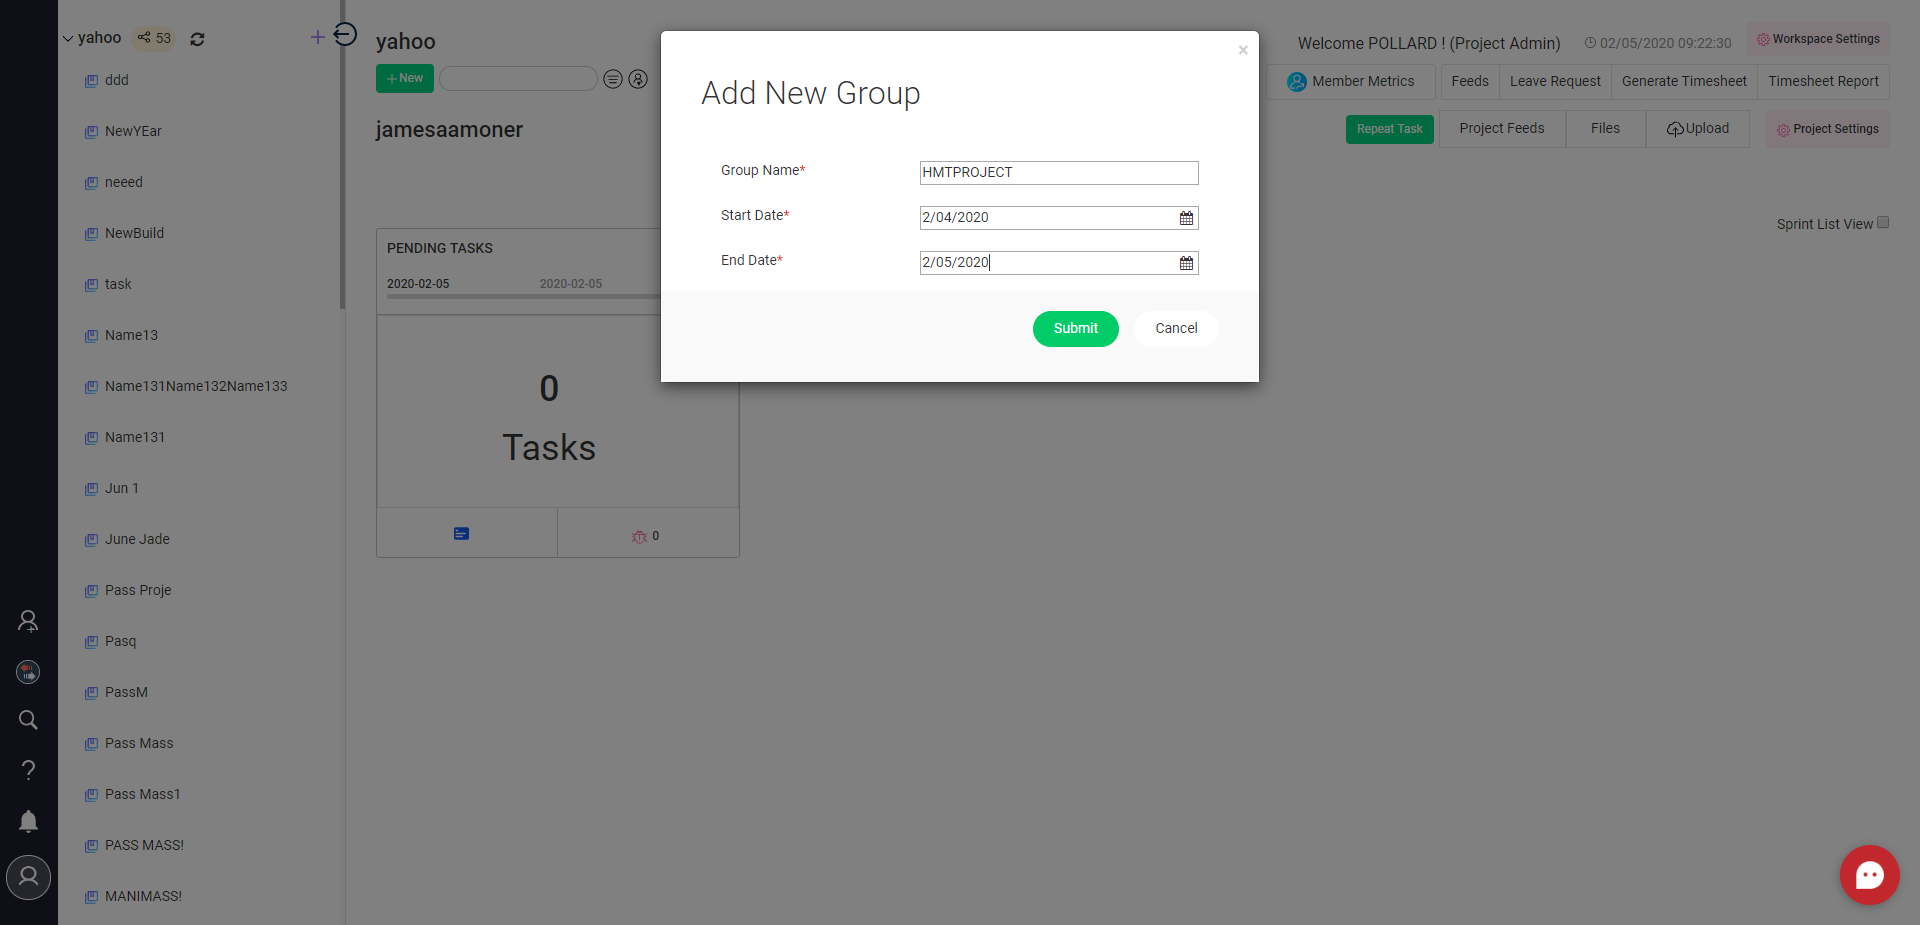 yahoo 53
ddd
NewYEar
neeed
NewBuild
task
Name13
Name131Name132Name133
Name131
Jun 1
June Jade
Pass Proje
Pasq
PassM
Pass Mass
Pass Mass1
PASS MASS!
MANIMASS!
yahoo
+ New
jamesaamoner
PENDING TASKS
2020-02-05 2020-02-05
0
Tasks
0
×
Add New Group
Group Name*
HMTPROJECT
Start Date*
2/04/2020
End Date*
2/05/2020
Submit Cancel
Welcome POLLARD ! (Project Admin) 02/05/2020 09:22:30 Workspace Settings
Member Metrics Feeds Leave Request Generate Timesheet Timesheet Report
Repeat Task Project Feeds Files Upload Project Settings
Sprint List View